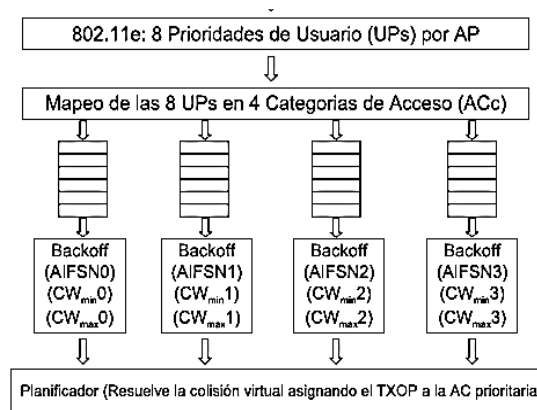 802.11e: 8 Prioridades de Usuario (UPs) por AP
Mapeo de las 8 UPs en 4 Categorias de Acceso (ACc)
Backoff
(AIFSN0)
(CWmin0)
(CWmax0)
Backoff
(AIFSN1)
(CWmin1)
(CWmax1)
Backoff
(AIFSN2)
(CWmin2)
(CWmax2)
Backoff
(AIFSN3)
(CWmin3)
(CWmax3)
Planificador (Resuelve la colisión virtual asignando el TXOP a la AC prioritaria